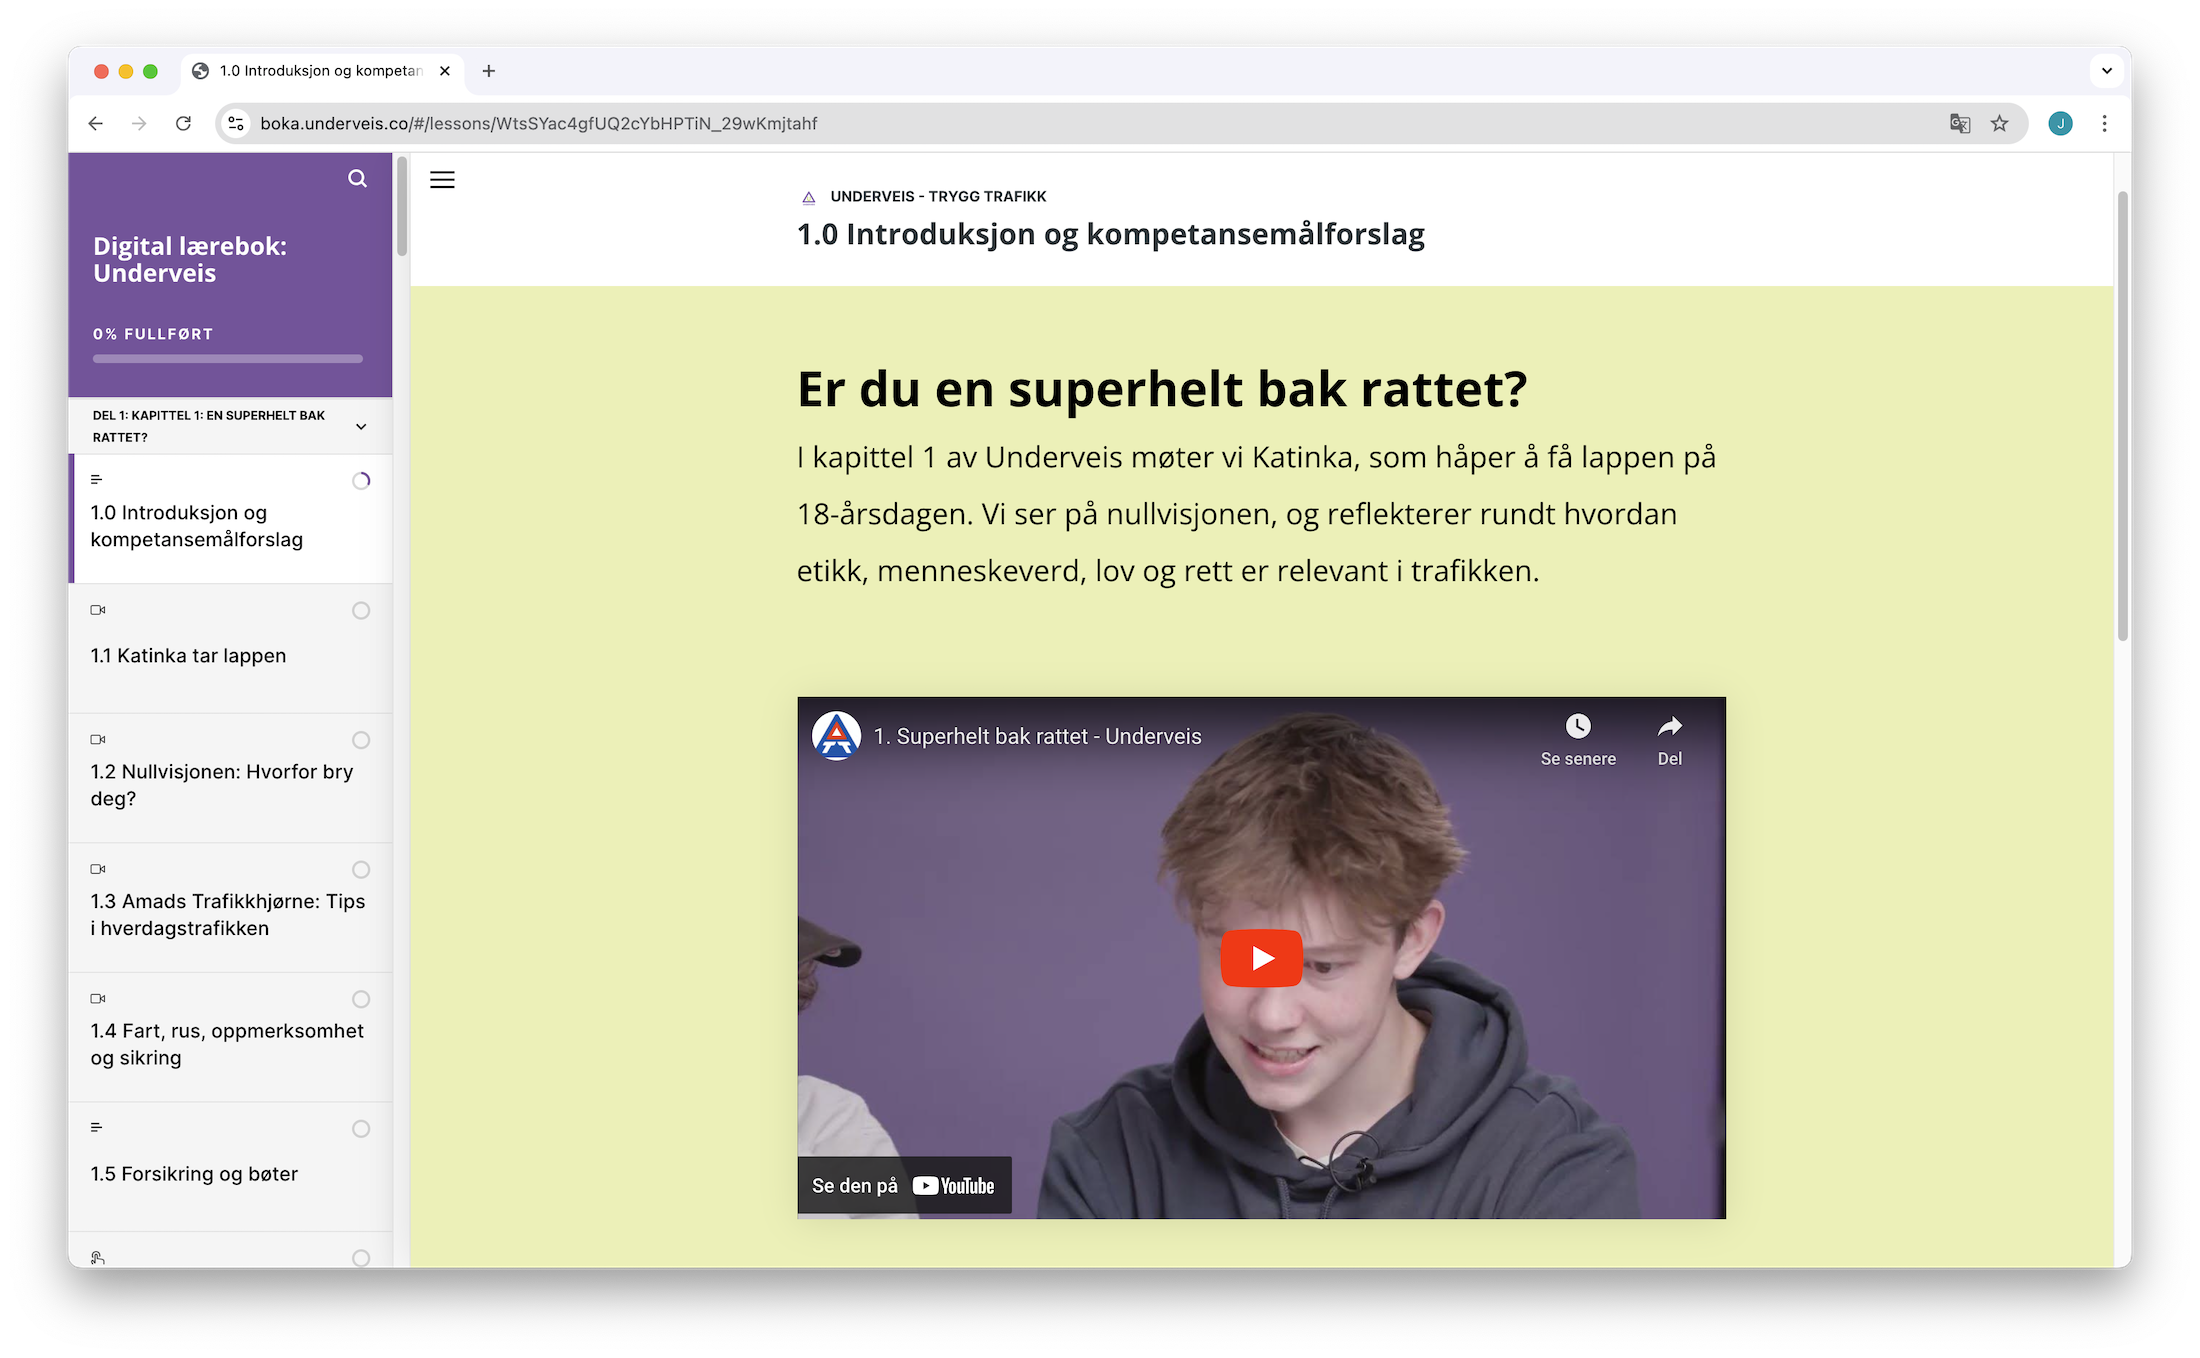 1.0 Introduksjon og kompetan
boka.underveis.co/#/lessons/WtsSYac4gfUQ2cYbHPTiN_29wKmjtahf
J
Digital lærebok:
Underveis
0% FULLFØRT
DEL 1: KAPITTEL 1: EN SUPERHELT BAK
RATTET?
1.0 Introduksjon og
kompetansemålforslag
1.1 Katinka tar lappen
1.2 Nullvisjonen: Hvorfor bry
deg?
1.3 Amads Trafikkhjørne: Tips
i hverdagstrafikken
1.4 Fart, rus, oppmerksomhet
og sikring
1.5 Forsikring og bøter
UNDERVEIS - TRYGG TRAFIKK
1.0 Introduksjon og kompetansemålforslag
Er du en superhelt bak rattet?
I kapittel 1 av Underveis møter vi Katinka, som håper å få lappen på
18-årsdagen. Vi ser på nullvisjonen, og reflekterer rundt hvordan
etikk, menneskeverd, lov og rett er relevant i trafikken.
1. Superhelt bak rattet - Underveis
Se senere
Del
Se den på YouTube